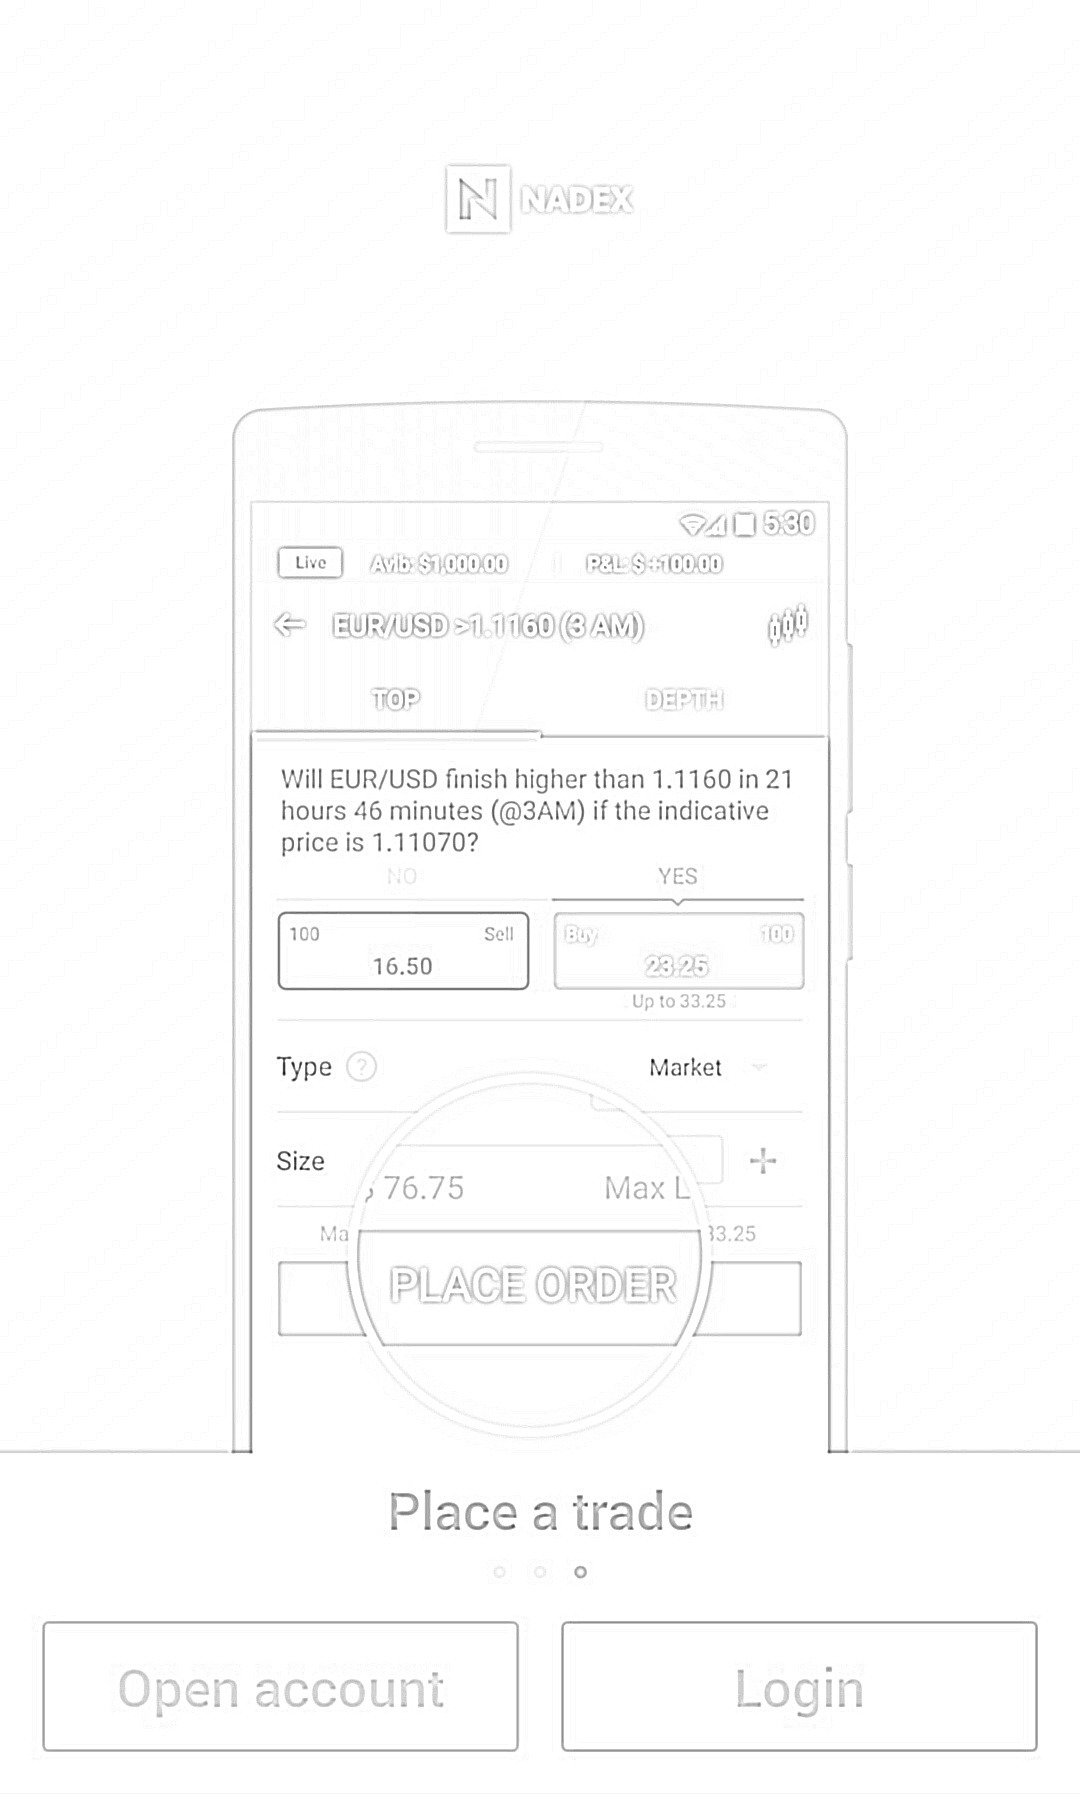 NADEX
5:30
Live Avlb: $1,000.00 P&L: $ +100.00
EUR/USD >1.1160 (3 AM)
TOP DEPTH
Will EUR/USD finish higher than 1.1160 in 21
hours 46 minutes (@3AM) if the indicative
price is 1.11070?
NO YES
100 Sell Buy 100
16.50 23.25
Up to 33.25
Type ? Market
Size
76.75 Max L
Ma 33.25
PLACE ORDER
Place a trade
Open account Login